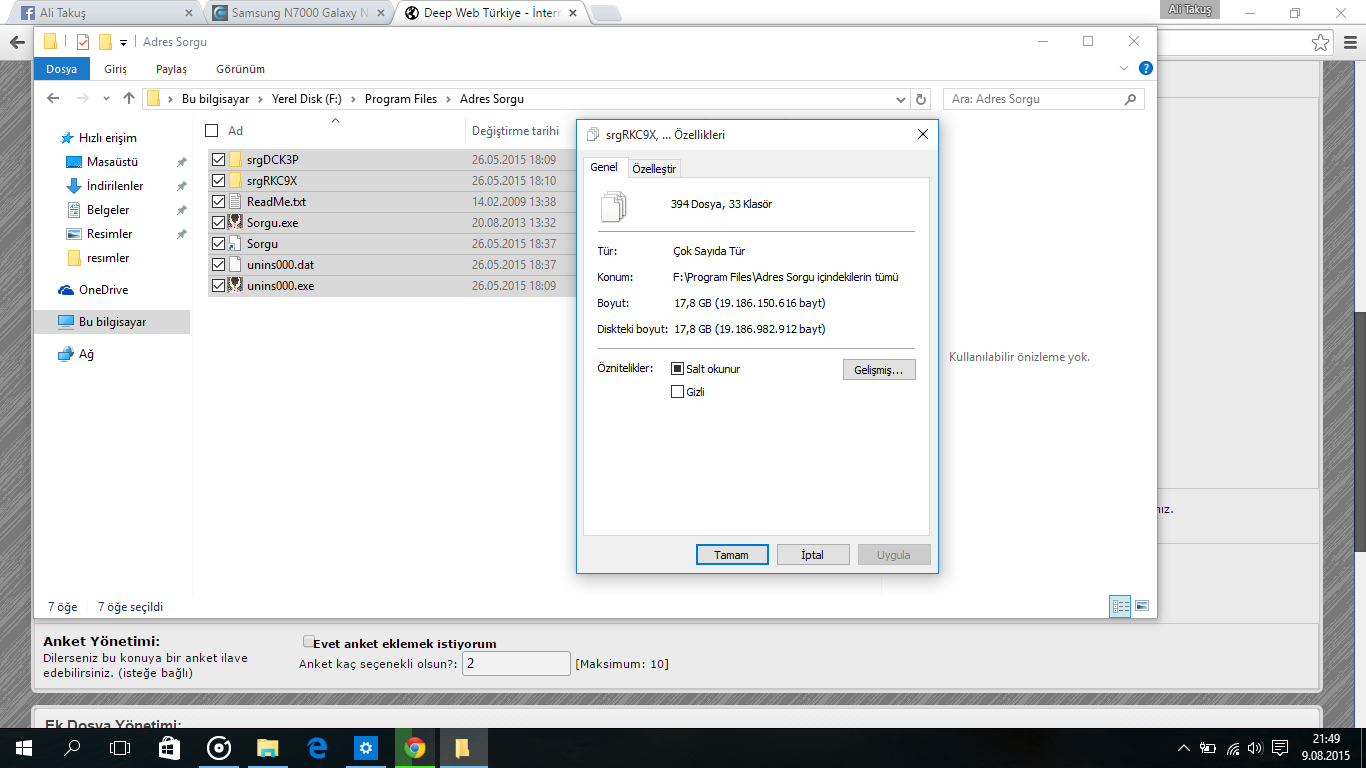 Ali Takuş
Samsung N7000 Galaxy N
Deep Web Türkiye - İnterr
Ali Takuş
Adres Sorgu
Dosya Giriş Paylaş Görünüm
Bu bilgisayar Yerel Disk (F:) Program Files Adres Sorgu
Ara: Adres Sorgu
Hızlı erişim
Masaüstü
İndirilenler
Belgeler
Resimler
resımler
OneDrive
Bu bilgisayar
Ağ
Ad Değiştirme tarihi
srgDCK3P 26.05.2015 18:09
srgRKC9X 26.05.2015 18:10
ReadMe.txt 14.02.2009 13:38
Sorgu.exe 20.08.2013 13:32
Sorgu 26.05.2015 18:37
unins000.dat 26.05.2015 18:37
unins000.exe 26.05.2015 18:09
srgRKC9X, ... Özellikleri
Genel Özelleştir
394 Dosya, 33 Klasör
Tür: Çok Sayıda Tür
Konum: F:\Program Files\Adres Sorgu içindekilerin tümü
Boyut: 17,8 GB (19.186.150.616 bayt)
Diskteki boyut: 17,8 GB (19.186.982.912 bayt)
Öznitelikler: Salt okunur Gelişmiş...
Gizli
Tamam İptal Uygula
Kullanılabilir önizleme yok.
nız.
7 öğe 7 öğe seçildi
Anket Yönetimi:
Dilerseniz bu konuya bir anket ilave
edebilirsiniz. (isteğe bağlı)
Evet anket eklemek istiyorum
Anket kaç seçenekli olsun?: 2 [Maksimum: 10]
Ek Dosya Yönetimi:
21:49
9.08.2015